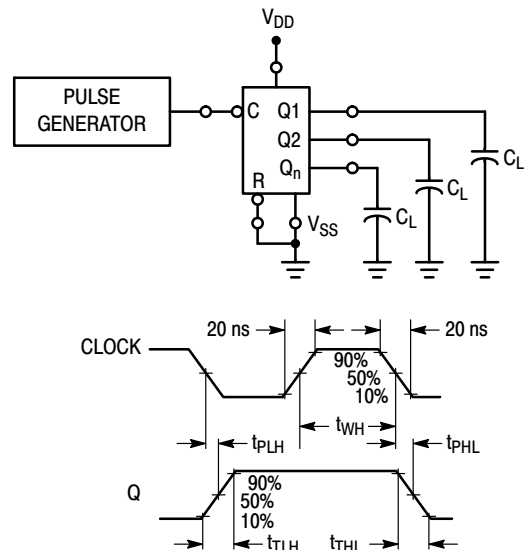 V_DD
PULSE
GENERATOR
C
Q1
Q2
Q_n
R
V_SS
C_L
C_L
C_L
20 ns
20 ns
CLOCK
90%
50%
10%
t_WH
t_PLH
t_PHL
Q
90%
50%
10%
t_TLH
t_THL